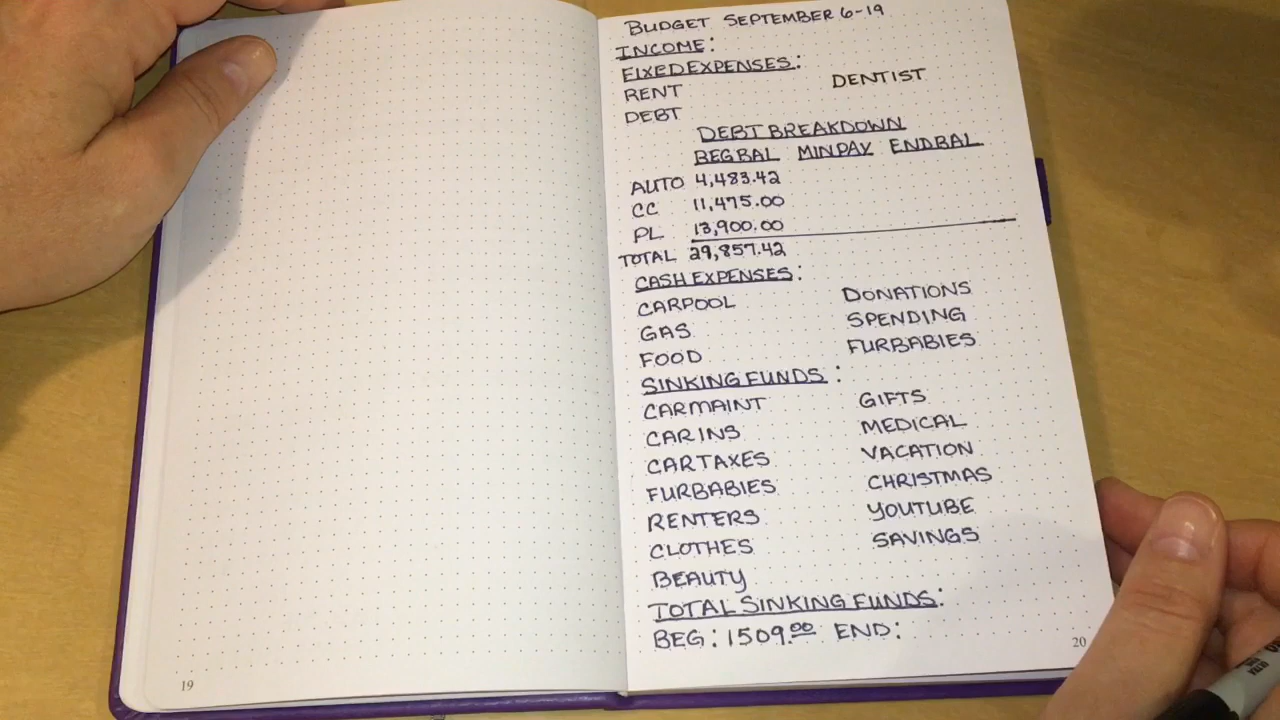 BUDGET SEPTEMBER 6-19
INCOME:
FIXED EXPENSES:
RENT DENTIST
DEBT
DEBT BREAKDOWN
BEG BAL MIN PAY END BAL
AUTO 4,483.42
CC 11,475.00
PL 13,900.00
TOTAL 29,857.42
CASH EXPENSES:
CARPOOL DONATIONS
GAS SPENDING
FOOD FURBABIES
SINKING FUNDS:
CAR MAINT GIFTS
CAR INS MEDICAL
CAR TAXES VACATION
FURBABIES CHRISTMAS
RENTERS YOUTUBE
CLOTHES SAVINGS
BEAUTY
TOTAL SINKING FUNDS:
BEG: 1509.00 END:
19
20